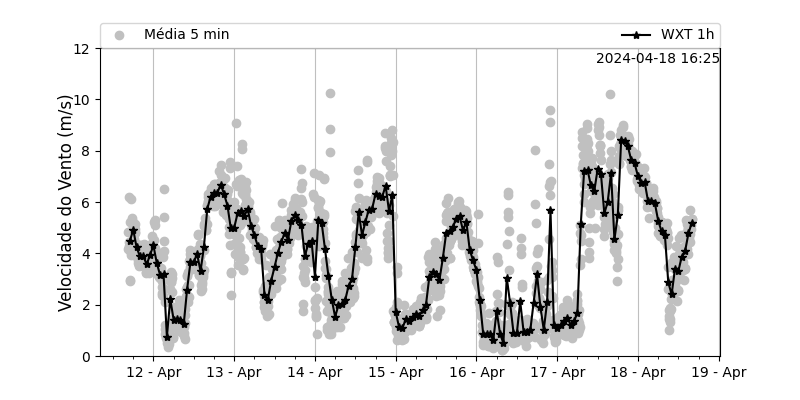 Média 5 min
WXT 1h
2024-04-18 16:25
Velocidade do Vento (m/s)
12
10
8
6
4
2
0
12 - Apr
13 - Apr
14 - Apr
15 - Apr
16 - Apr
17 - Apr
18 - Apr
19 - Apr